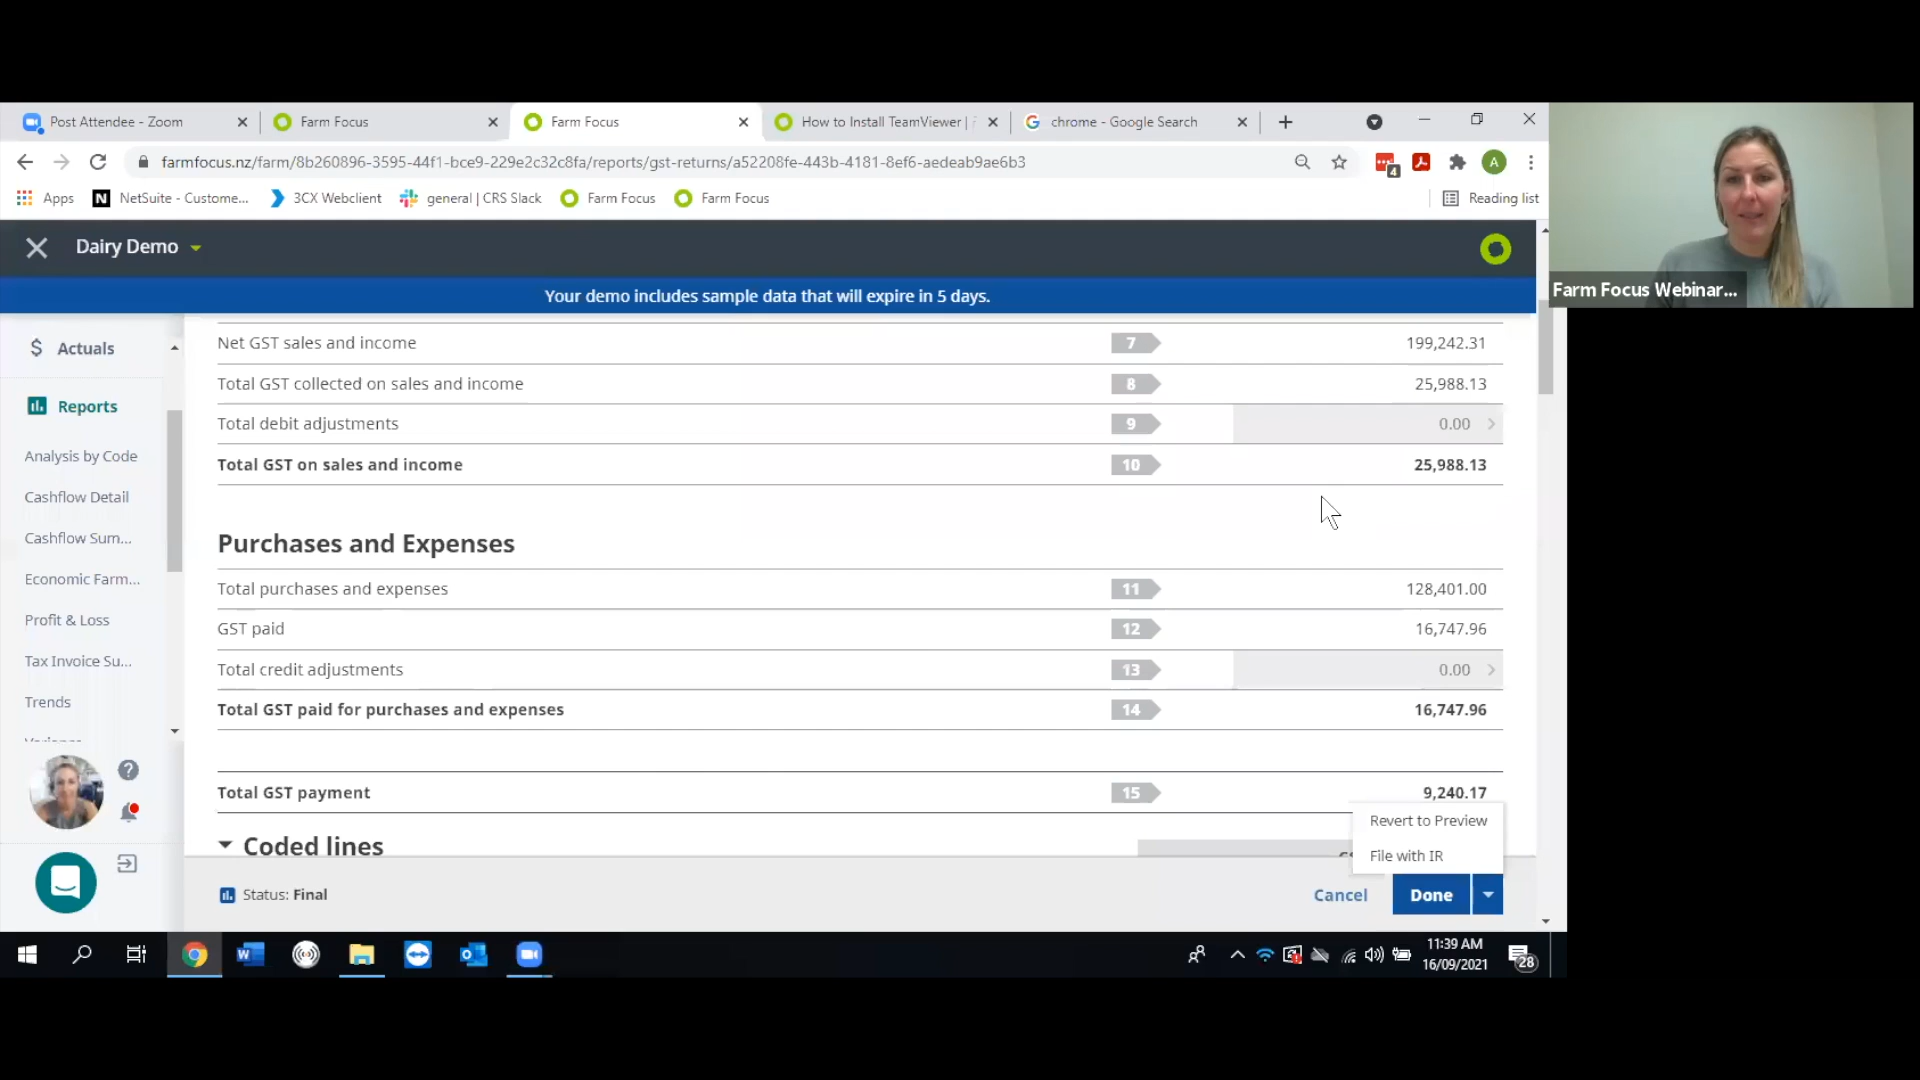 Post Attendee - Zoom
Farm Focus
Farm Focus
How to Install TeamViewer |
chrome - Google Search
farmfocus.nz/farm/8b260896-3595-44f1-bce9-229e2c32c8fa/reports/gst-returns/a52208fe-443b-4181-8ef6-aedeab9ae6b3
4
A
Apps
N
NetSuite - Custome...
3CX Webclient
general | CRS Slack
Farm Focus
Farm Focus
Reading list
Farm Focus Webinar...
Dairy Demo
Your demo includes sample data that will expire in 5 days.
$ Actuals
Reports
Analysis by Code
Cashflow Detail
Cashflow Sum...
Economic Farm...
Profit & Loss
Tax Invoice Su...
Trends
Net GST sales and income 7 199,242.31
Total GST collected on sales and income 8 25,988.13
Total debit adjustments 9 0.00
Total GST on sales and income 10 25,988.13
Purchases and Expenses
Total purchases and expenses 11 128,401.00
GST paid 12 16,747.96
Total credit adjustments 13 0.00
Total GST paid for purchases and expenses 14 16,747.96
Total GST payment 15 9,240.17
Coded lines
Revert to Preview
File with IR
Status: Final
Cancel
Done
11:39 AM
16/09/2021
28